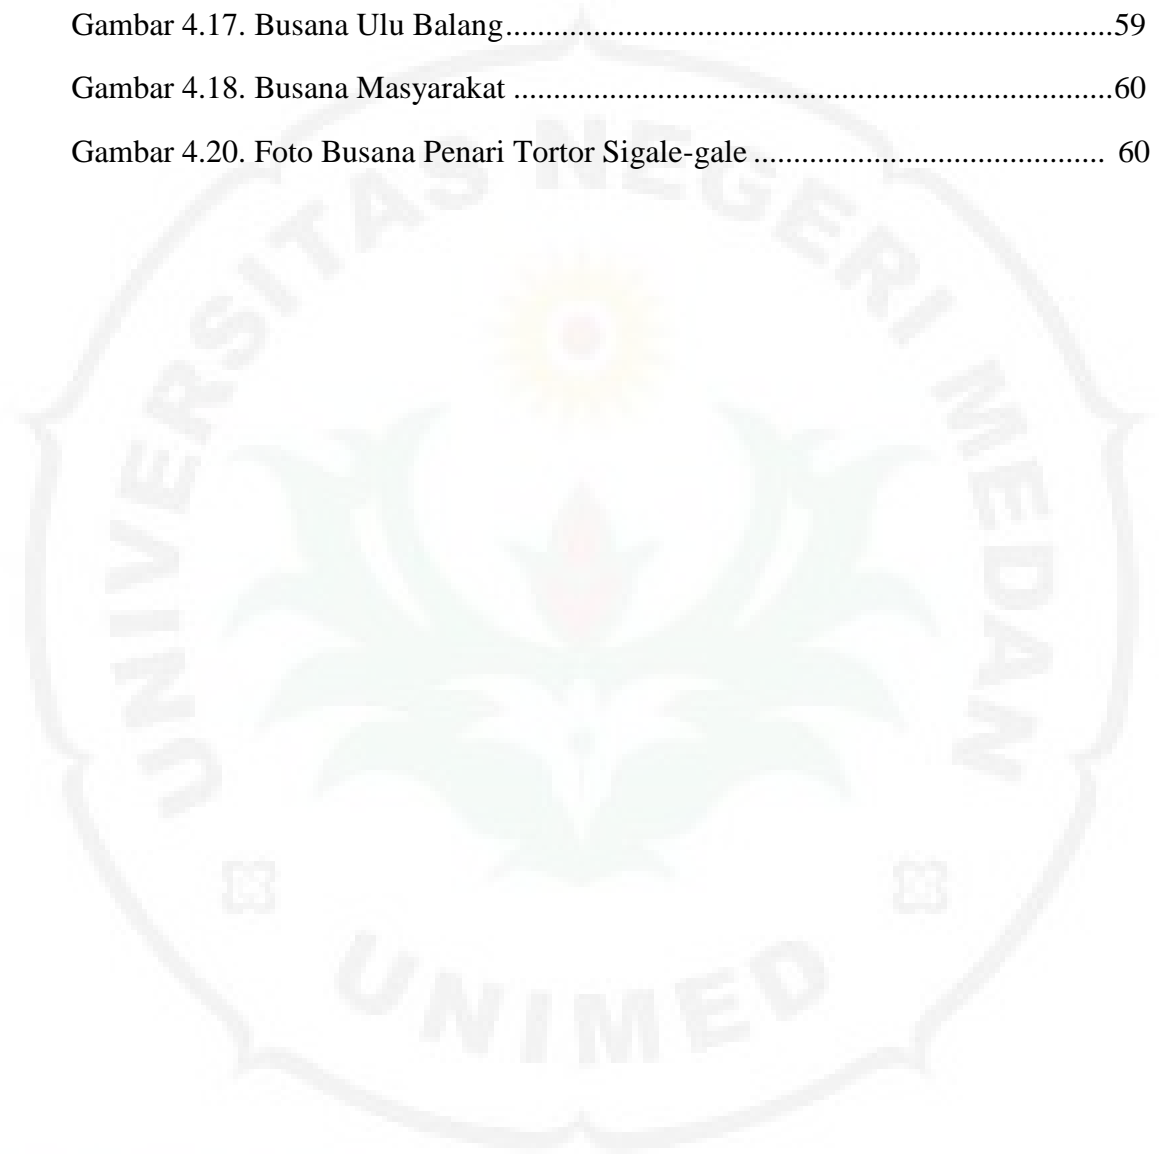 Gambar 4.17. Busana Ulu Balang.............................................................................59
Gambar 4.18. Busana Masyarakat ............................................................................60
Gambar 4.20. Foto Busana Penari Tortor Sigale-gale ............................................. 60
UNIVERSITAS NEGERI MEDAN
UNIMED